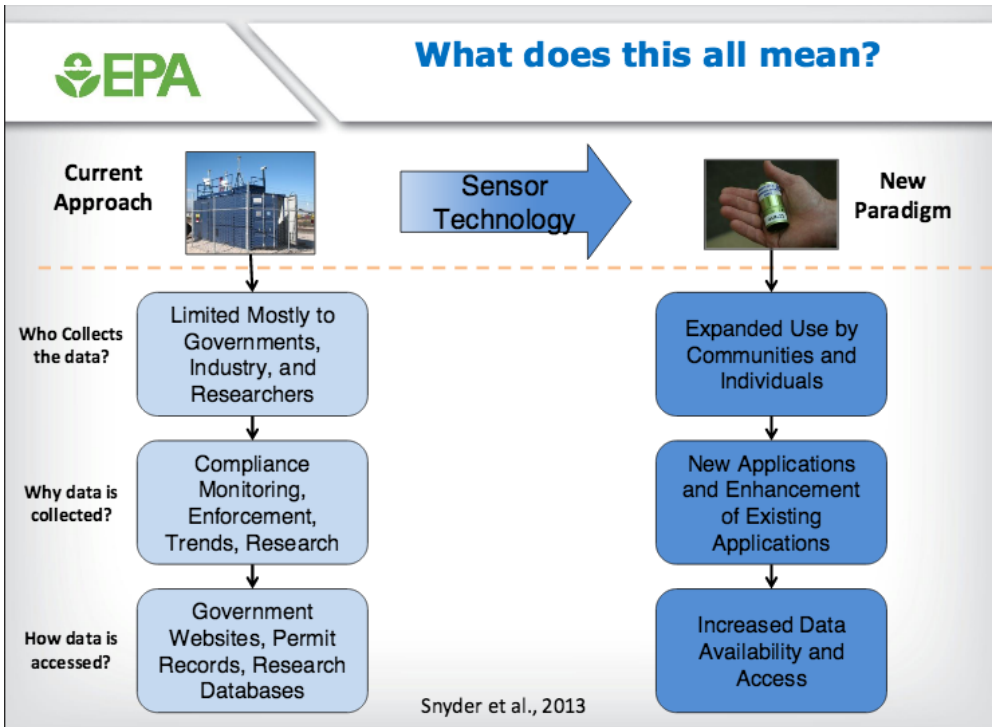 EPA
What does this all mean?
Current
Approach
Sensor
Technology
New
Paradigm
Who Collects
the data?
Limited Mostly to
Governments,
Industry, and
Researchers
Expanded Use by
Communities and
Individuals
Why data is
collected?
Compliance
Monitoring,
Enforcement,
Trends, Research
New Applications
and Enhancement
of Existing
Applications
How data is
accessed?
Government
Websites, Permit
Records, Research
Databases
Increased Data
Availability and
Access
Snyder et al., 2013